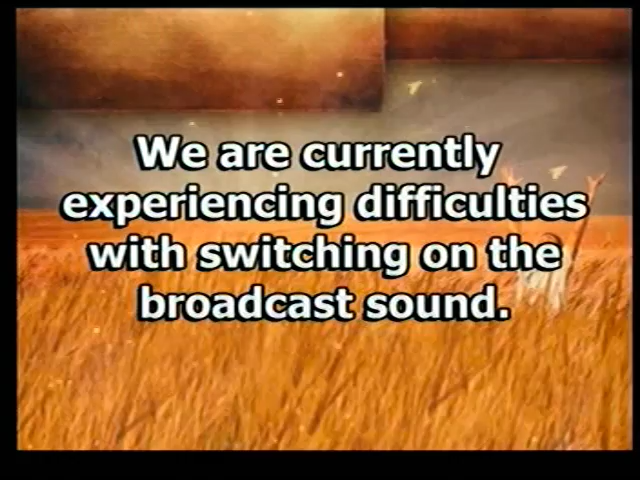 We are currently
experiencing difficulties
with switching on the
broadcast sound.